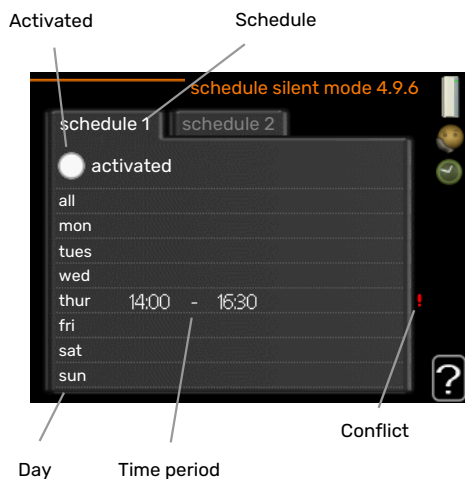 Activated Schedule
schedule silent mode 4.9.6
schedule 1 schedule 2
activated
all
mon
tues
wed
thur 14:00 - 16:30 !
fri
sat
sun
?
Conflict
Day Time period